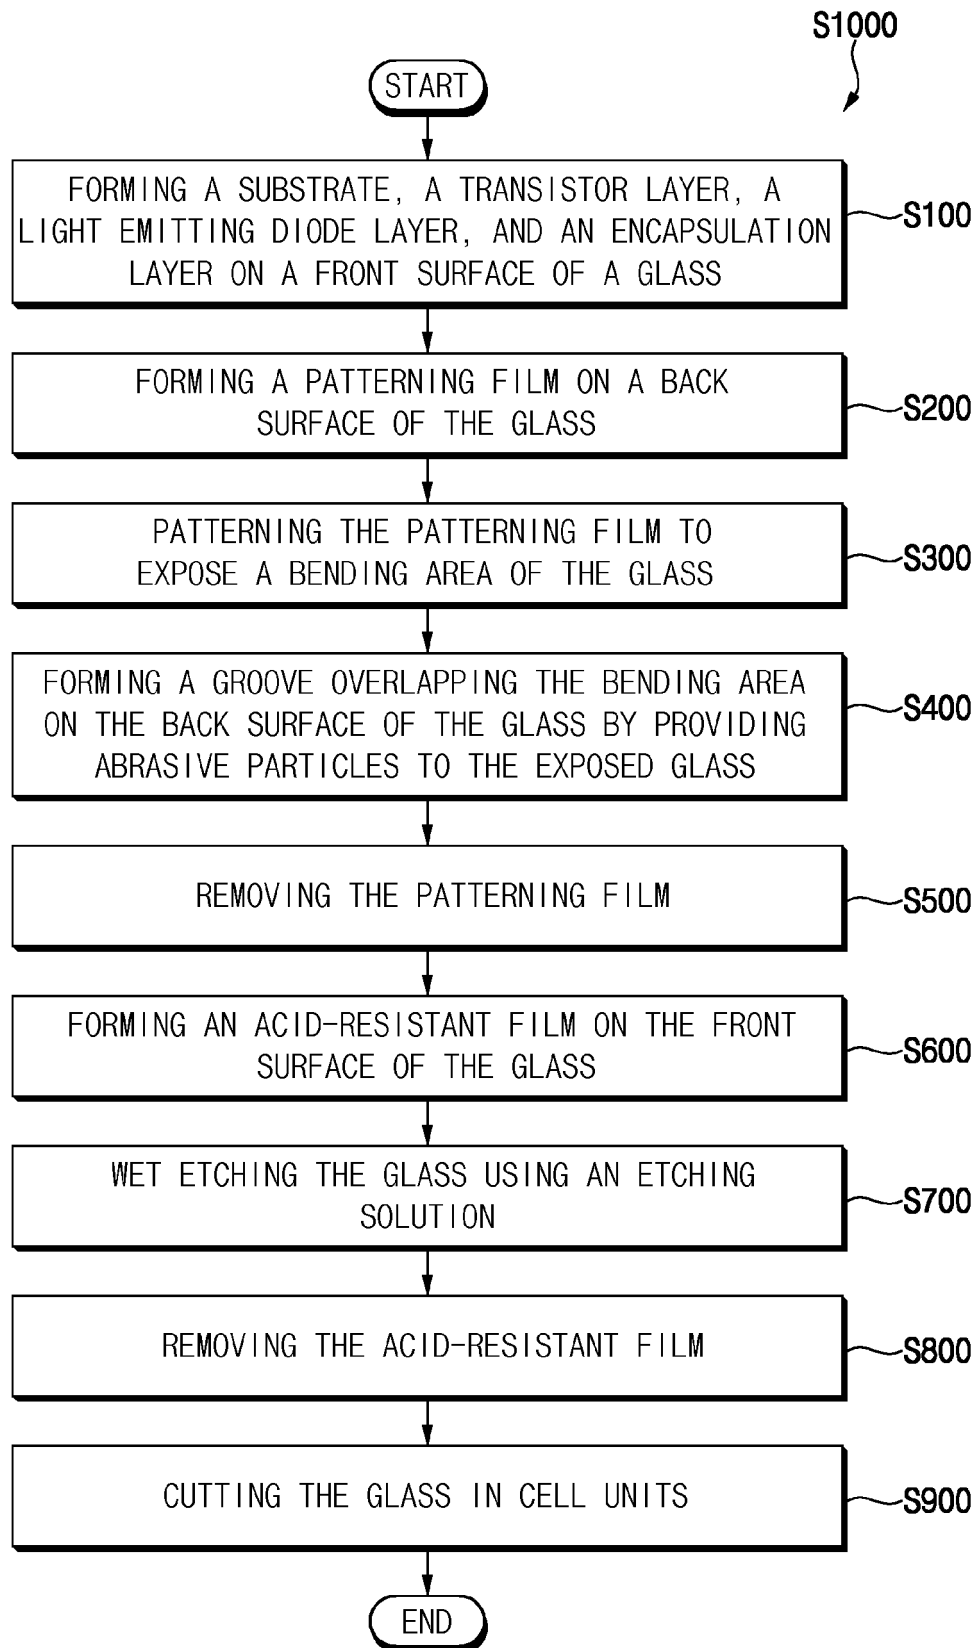 S1000
START
FORMING A SUBSTRATE, A TRANSISTOR LAYER, A
LIGHT EMITTING DIODE LAYER, AND AN ENCAPSULATION
LAYER ON A FRONT SURFACE OF A GLASS
S100
FORMING A PATTERNING FILM ON A BACK
SURFACE OF THE GLASS
S200
PATTERNING THE PATTERNING FILM TO
EXPOSE A BENDING AREA OF THE GLASS
S300
FORMING A GROOVE OVERLAPPING THE BENDING AREA
ON THE BACK SURFACE OF THE GLASS BY PROVIDING
ABRASIVE PARTICLES TO THE EXPOSED GLASS
S400
REMOVING THE PATTERNING FILM
S500
FORMING AN ACID-RESISTANT FILM ON THE FRONT
SURFACE OF THE GLASS
S600
WET ETCHING THE GLASS USING AN ETCHING
SOLUTION
S700
REMOVING THE ACID-RESISTANT FILM
S800
CUTTING THE GLASS IN CELL UNITS
S900
END